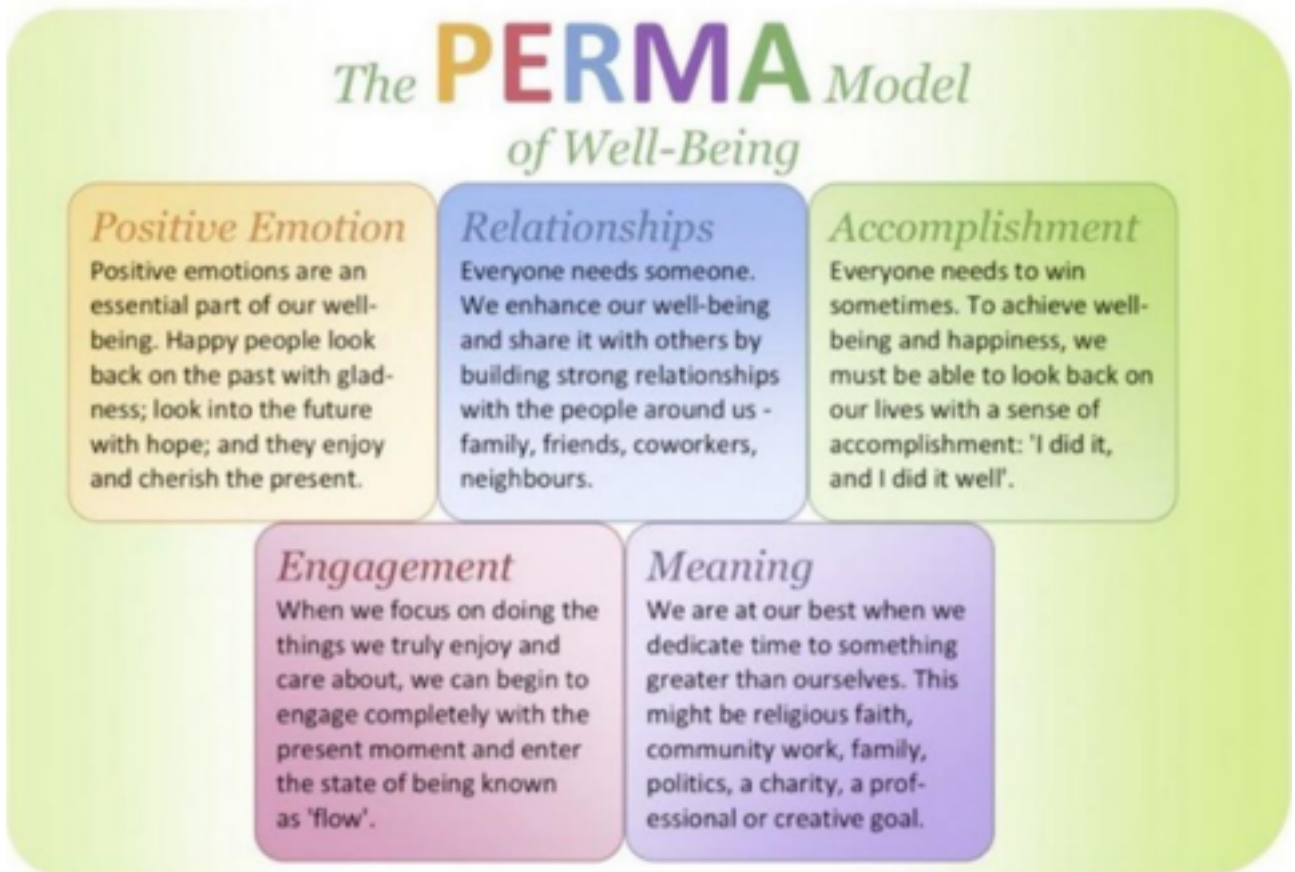 The PERMA Model
of Well-Being
Positive Emotion
Positive emotions are an
essential part of our well-
being. Happy people look
back on the past with glad-
ness; look into the future
with hope; and they enjoy
and cherish the present.
Relationships
Everyone needs someone.
We enhance our well-being
and share it with others by
building strong relationships
with the people around us -
family, friends, coworkers,
neighbours.
Accomplishment
Everyone needs to win
sometimes. To achieve well-
being and happiness, we
must be able to look back on
our lives with a sense of
accomplishment: 'I did it,
and I did it well'.
Engagement
When we focus on doing the
things we truly enjoy and
care about, we can begin to
engage completely with the
present moment and enter
the state of being known
as 'flow'.
Meaning
We are at our best when we
dedicate time to something
greater than ourselves. This
might be religious faith,
community work, family,
politics, a charity, a prof-
essional or creative goal.